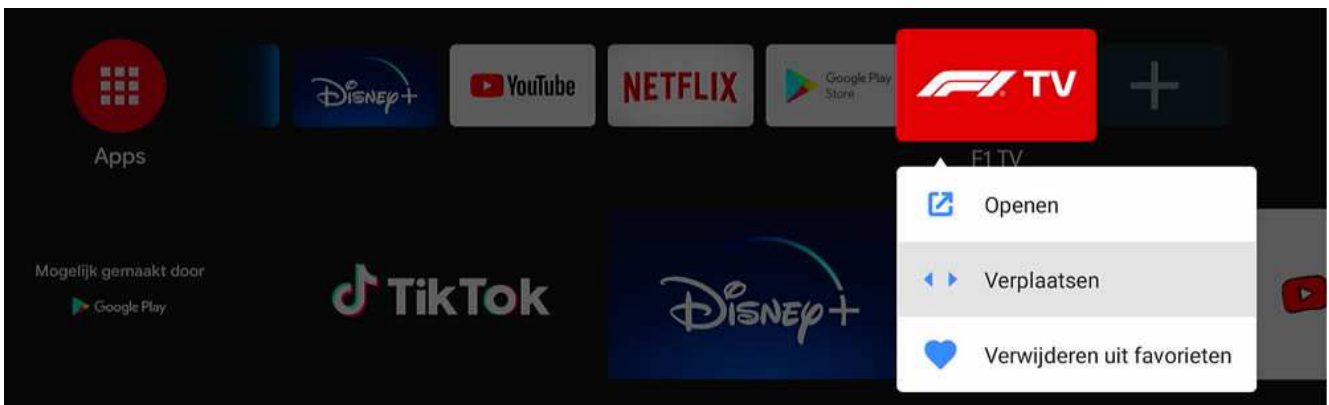 Disney+
YouTube
NETFLIX
Google Play
Store
F1 TV
Apps
F1 TV
Openen
Mogelijk gemaakt door
Google Play
TikTok
Disney+
Verplaatsen
Verwijderen uit favorieten